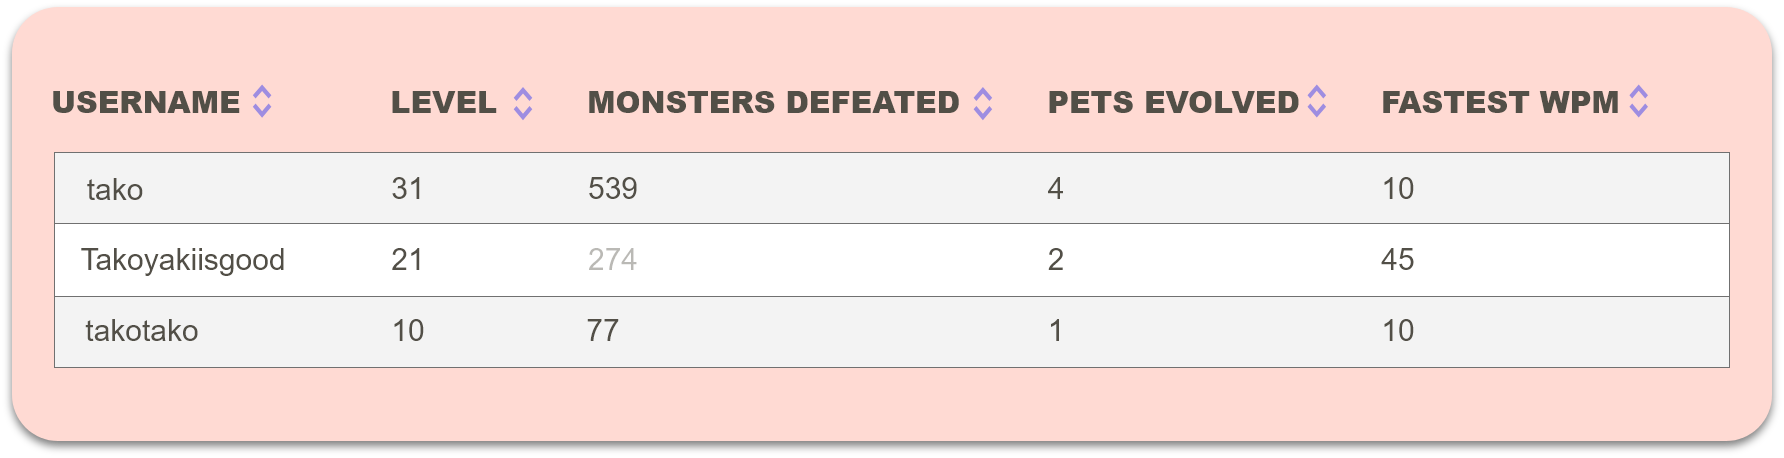 USERNAME LEVEL MONSTERS DEFEATED PETS EVOLVED FASTEST WPM
tako 31 539 4 10
Takoyakiisgood 21 274 2 45
takotako 10 77 1 10